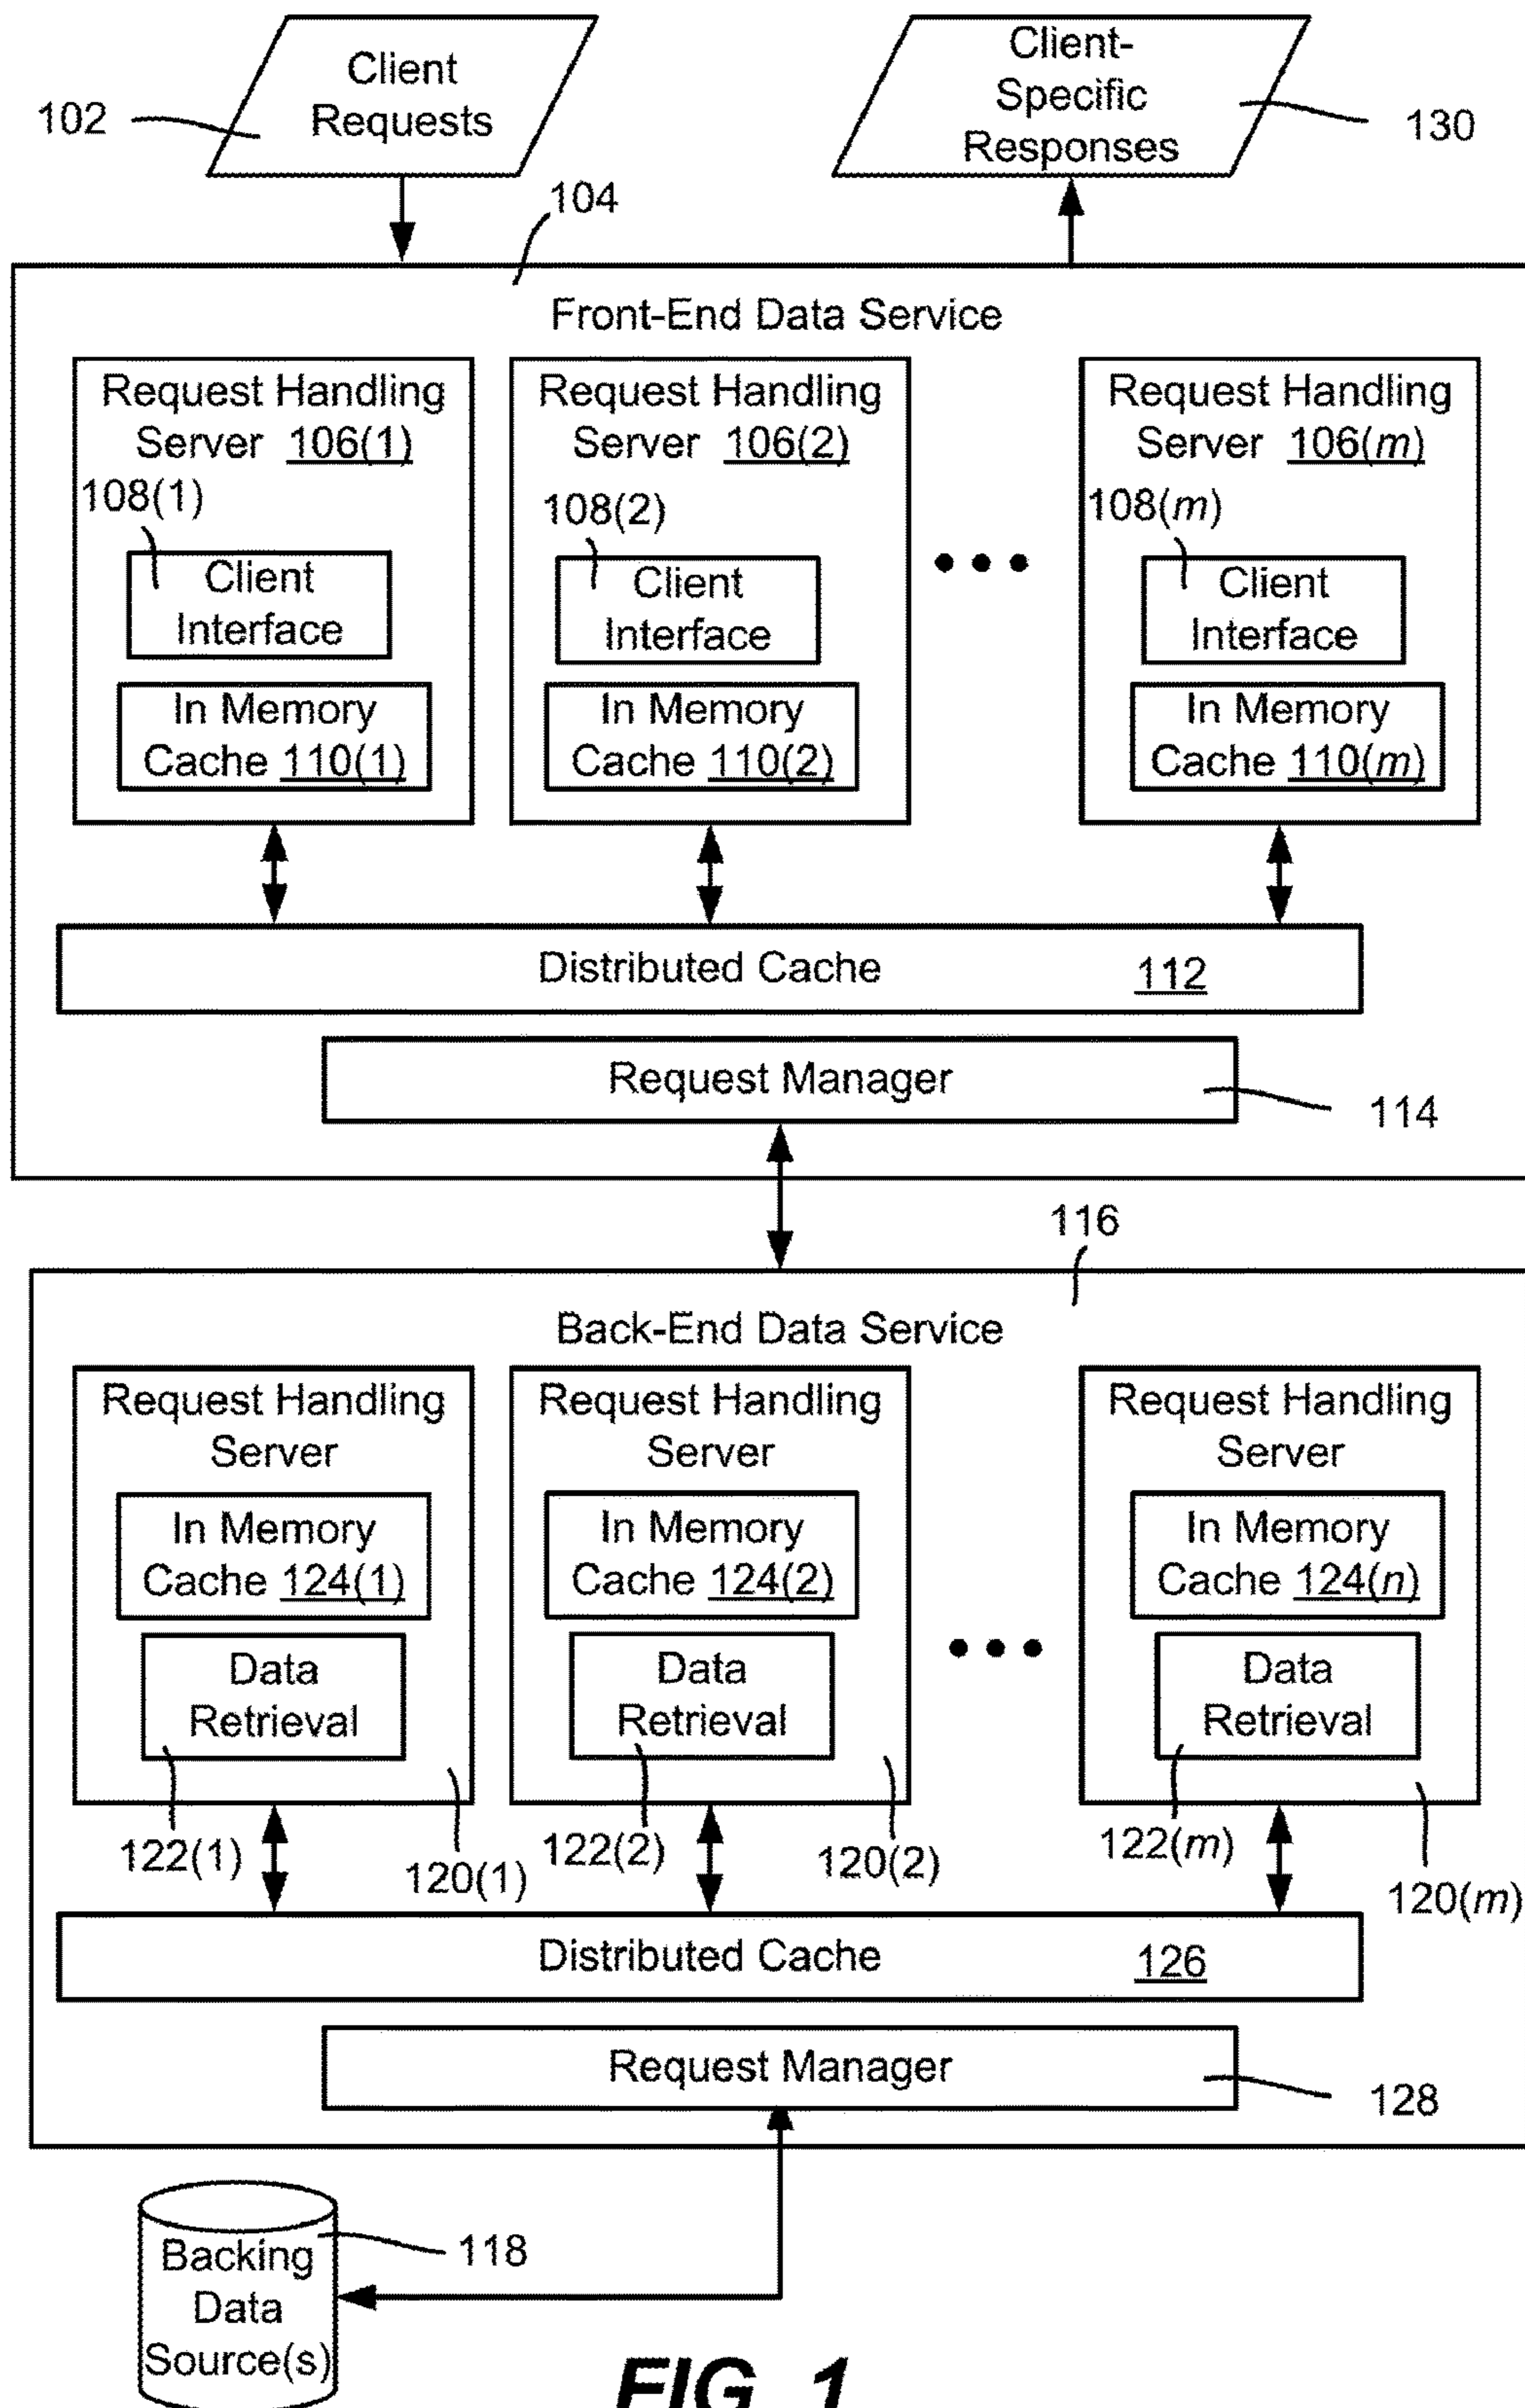 Client
Requests
102
Client-
Specific
Responses
130
104
Front-End Data Service
Request Handling
Server 106(1)
108(1)
Client
Interface
In Memory
Cache 110(1)
Request Handling
Server 106(2)
108(2)
Client
Interface
In Memory
Cache 110(2)
Request Handling
Server 106(m)
108(m)
Client
Interface
In Memory
Cache 110(m)
Distributed Cache 112
Request Manager
114
116
Back-End Data Service
Request Handling
Server
In Memory
Cache 124(1)
Data
Retrieval
122(1)
120(1)
Request Handling
Server
In Memory
Cache 124(2)
Data
Retrieval
122(2)
120(2)
Request Handling
Server
In Memory
Cache 124(n)
Data
Retrieval
122(m)
120(m)
Distributed Cache 126
Request Manager
128
Backing
Data
Source(s)
118
FIG. 1